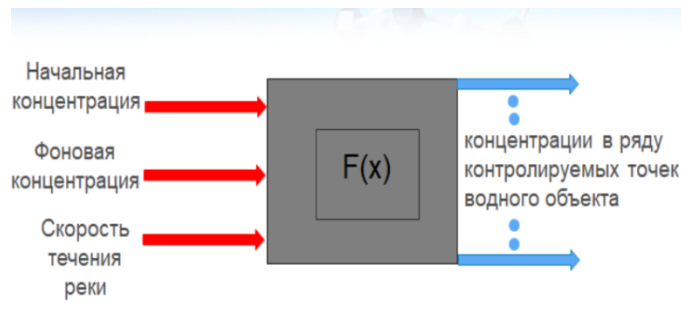 Начальная
концентрация
Фоновая
концентрация
Скорость
течения
реки
F(x)
концентрации в ряду
контролируемых точек
водного объекта